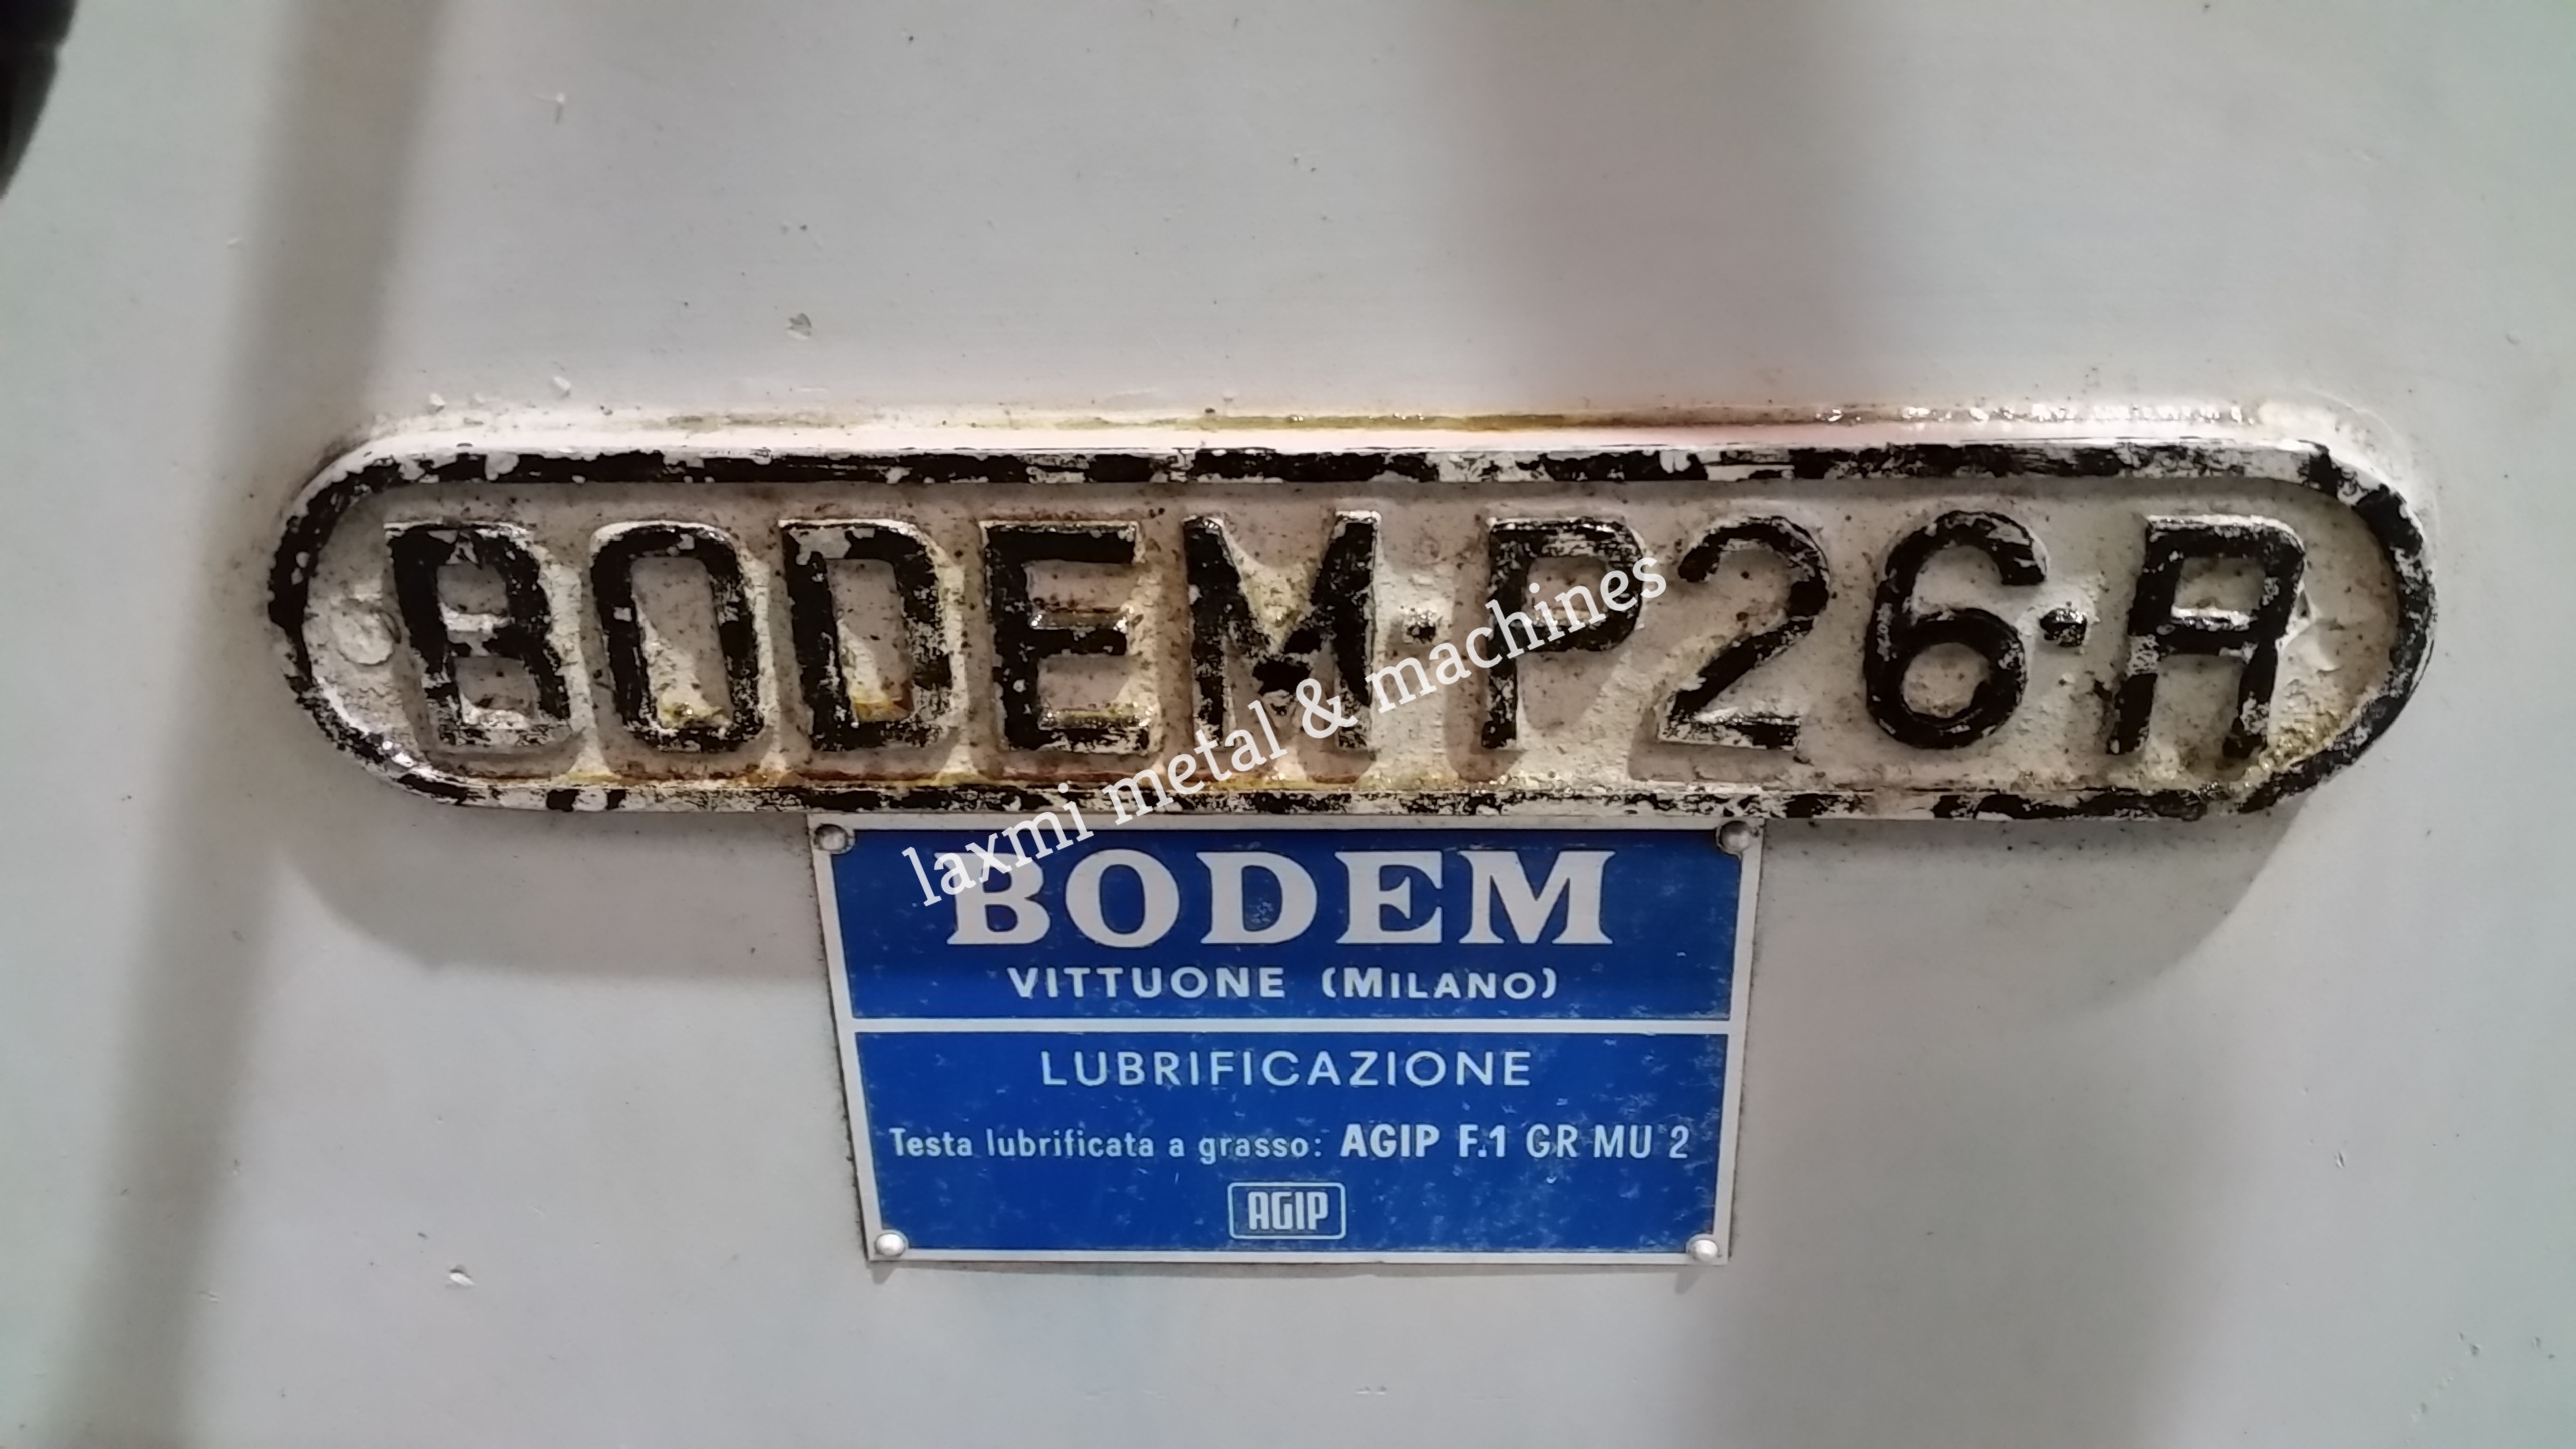 BODEM·P26·A
laxmi metal & machines
BODEM
VITTUONE (MILANO)
LUBRIFICAZIONE
Testa lubrificata a grasso: AGIP F.1 GR MU 2
AGIP